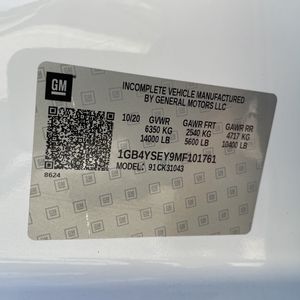 GM
INCOMPLETE VEHICLE MANUFACTURED
BY GENERAL MOTORS LLC
10/20 GVWR GAWR FRT GAWR RR
6350 KG 2540 KG 4717 KG
14000 LB 5600 LB 10400 LB
1GB4YSEY9MF101761
MODEL: 91CK31043
8624